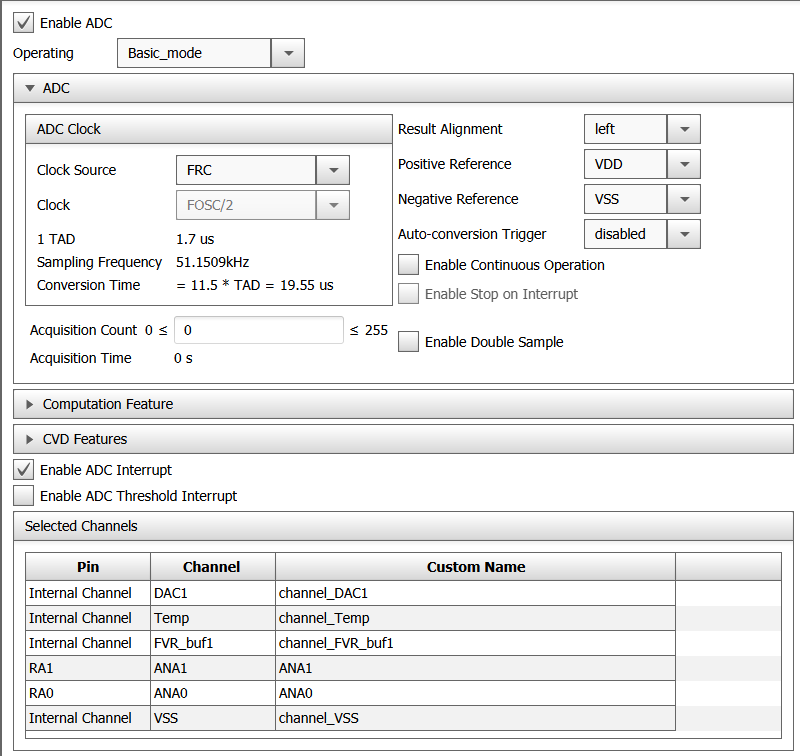 Enable ADC
Operating Basic_mode
ADC
ADC Clock
Clock Source FRC
Clock FOSC/2
1 TAD 1.7 us
Sampling Frequency 51.1509kHz
Conversion Time = 11.5 * TAD = 19.55 us
Acquisition Count 0 ≤ 0 ≤ 255
Acquisition Time 0 s
Result Alignment left
Positive Reference VDD
Negative Reference VSS
Auto-conversion Trigger disabled
Enable Continuous Operation
Enable Stop on Interrupt
Enable Double Sample
Computation Feature
CVD Features
Enable ADC Interrupt
Enable ADC Threshold Interrupt
Selected Channels
Pin Channel Custom Name
Internal Channel DAC1 channel_DAC1
Internal Channel Temp channel_Temp
Internal Channel FVR_buf1 channel_FVR_buf1
RA1 ANA1 ANA1
RA0 ANA0 ANA0
Internal Channel VSS channel_VSS